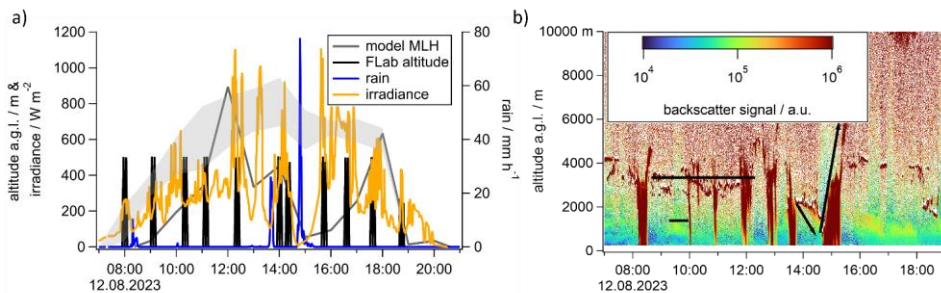 a)
1200
1000
800
600
400
200
0
altitude a.g.l. / m &
irradiance / W m-2
model MLH
FLab altitude
rain
irradiance
80
60
40
20
0
rain / mm h-1
08:00 10:00 12:00 14:00 16:00 18:00 20:00
12.08.2023
b)
10000 m
8000
6000
4000
2000
0
altitude a.g.l. / m
10^4 10^5 10^6
backscatter signal / a.u.
08:00 10:00 12:00 14:00 16:00 18:00
12.08.2023